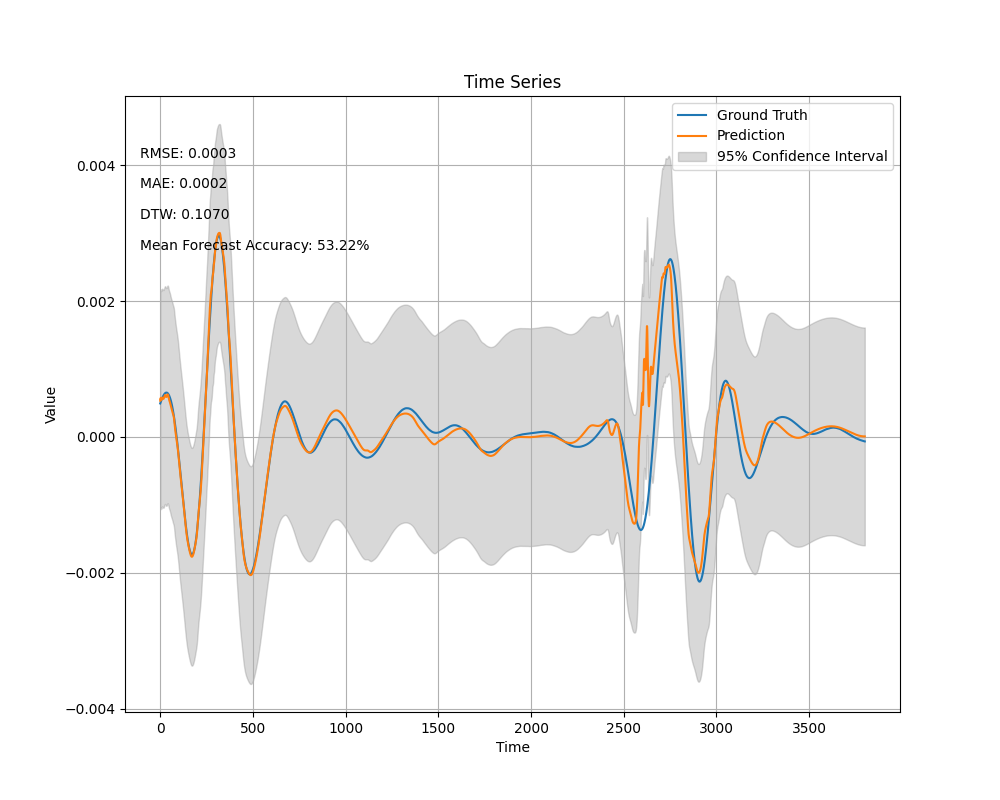 Time Series
Ground Truth
Prediction
95% Confidence Interval
RMSE: 0.0003
MAE: 0.0002
DTW: 0.1070
Mean Forecast Accuracy: 53.22%
Value
0.004
0.002
0.000
−0.002
−0.004
0 500 1000 1500 2000 2500 3000 3500
Time